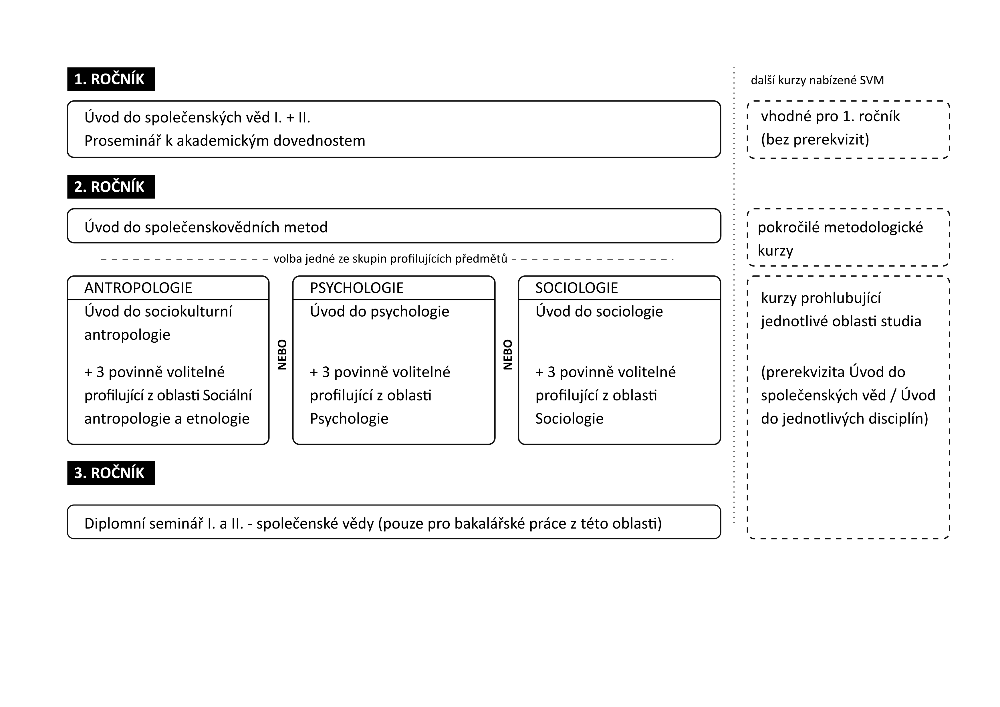 1. ROČNÍK
další kurzy nabízené SVM
Úvod do společenských věd I. + II.
Proseminář k akademickým dovednostem
vhodné pro 1. ročník
(bez prerekvizit)
2. ROČNÍK
Úvod do společenskovědních metod
pokročilé metodologické
kurzy
volba jedné ze skupin profilujících předmětů
ANTROPOLOGIE
Úvod do sociokulturní
antropologie
+ 3 povinně volitelné
profilující z oblasti Sociální
antropologie a etnologie
NEBO
PSYCHOLOGIE
Úvod do psychologie
+ 3 povinně volitelné
profilující z oblasti
Psychologie
NEBO
SOCIOLOGIE
Úvod do sociologie
+ 3 povinně volitelné
profilující z oblasti
Sociologie
kurzy prohlubující
jednotlivé oblasti studia
(prerekvizita Úvod do
společenských věd / Úvod
do jednotlivých disciplín)
3. ROČNÍK
Diplomní seminář I. a II. - společenské vědy (pouze pro bakalářské práce z této oblasti)